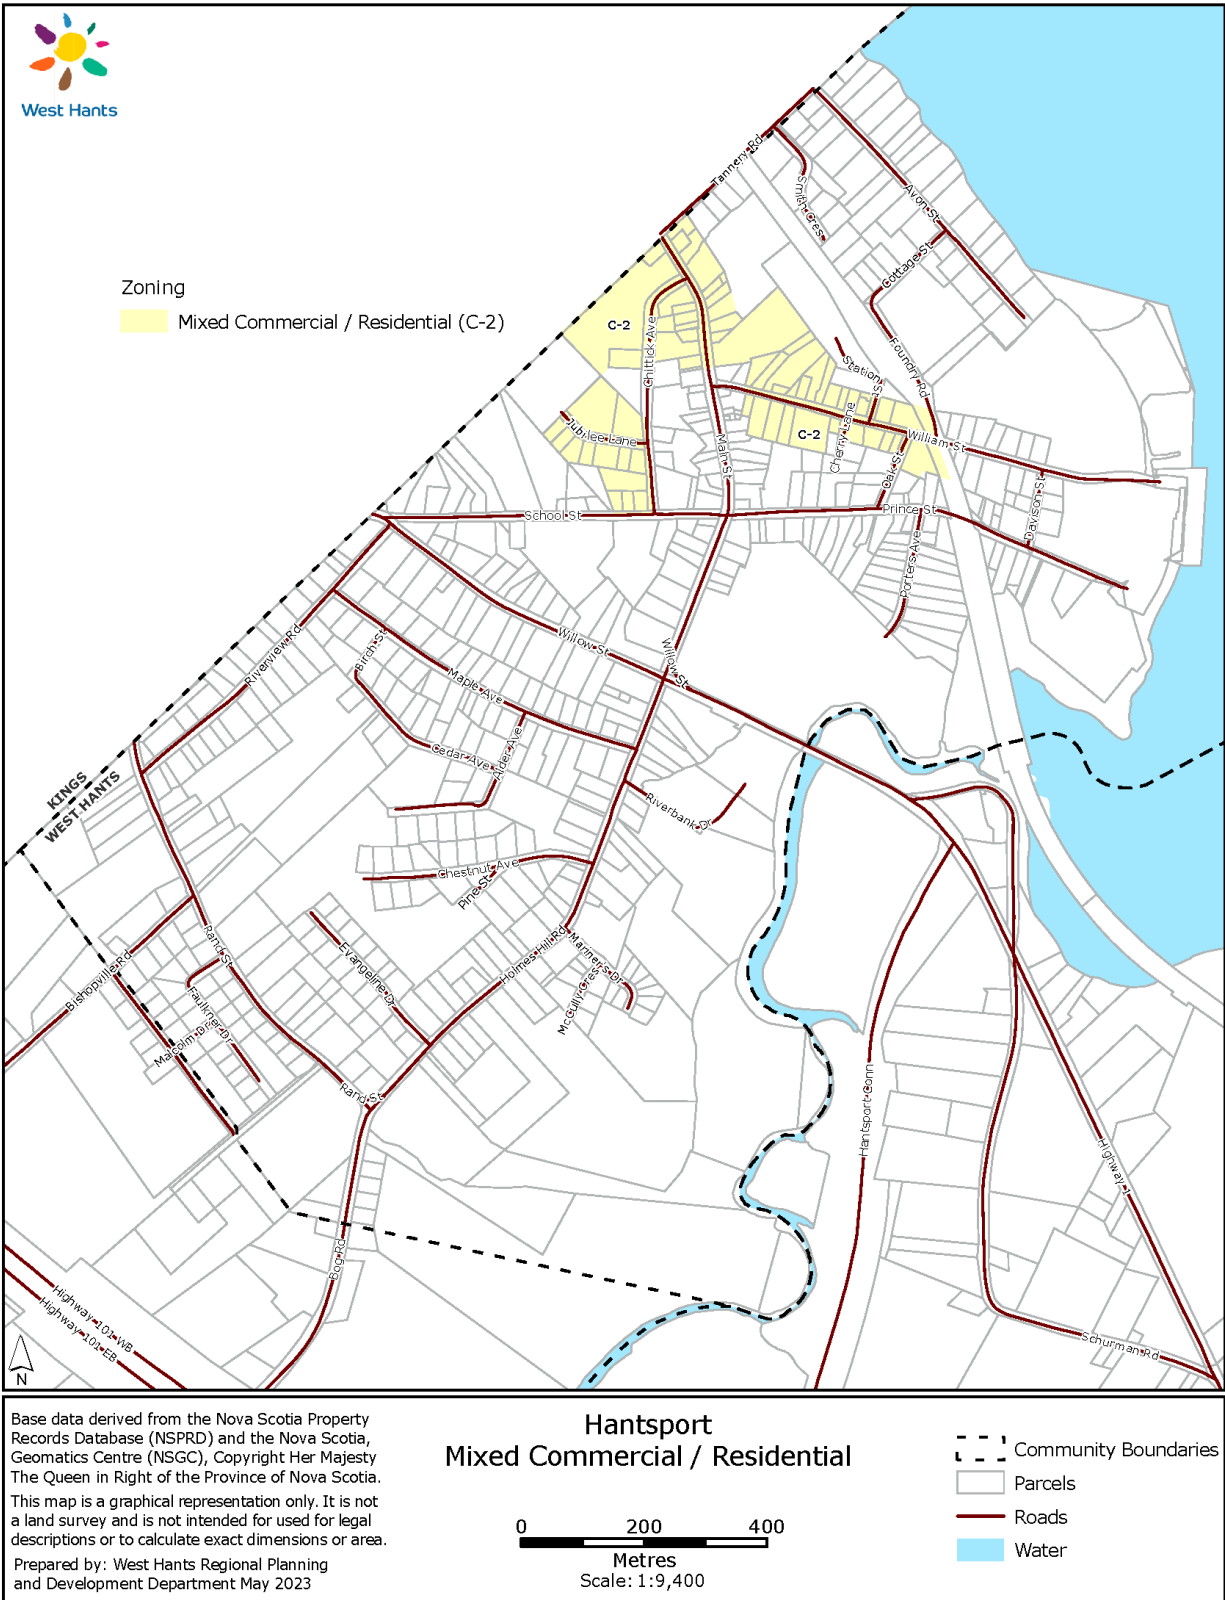 West Hants
Zoning
Mixed Commercial / Residential (C-2)
Tannery Rd
Smith Cres
Avon St
Cottage St
Foundry Rd
C-2
Chittick Ave
Station St
Jubilee Lane
Main St
C-2
Cherry Lane
William St
Oak St
School St
Prince St
Davison St
Porters Ave
Riverview Rd
Birch St
Willow St
Willow St
Maple Ave
Cedar Ave
Alder Ave
KINGS
WEST HANTS
Riverbank Dr
Chestnut Ave
Pine St
Rand St
Evangeline Dr
Holmes Hill Rd
Mariner's Dr
McCully Cres
Bishopville Rd
Faulkner Dr
Malcolm Dr
Rand St
Hantsport Conn
Highway 1
Bog Rd
Highway 101 WB
Highway 101 EB
Schurman Rd
N
Base data derived from the Nova Scotia Property
Records Database (NSPRD) and the Nova Scotia,
Geomatics Centre (NSGC), Copyright Her Majesty
The Queen in Right of the Province of Nova Scotia.
This map is a graphical representation only. It is not
a land survey and is not intended for used for legal
descriptions or to calculate exact dimensions or area.
Prepared by: West Hants Regional Planning
and Development Department May 2023
Hantsport
Mixed Commercial / Residential
0 200 400
Metres
Scale: 1:9,400
Community Boundaries
Parcels
Roads
Water